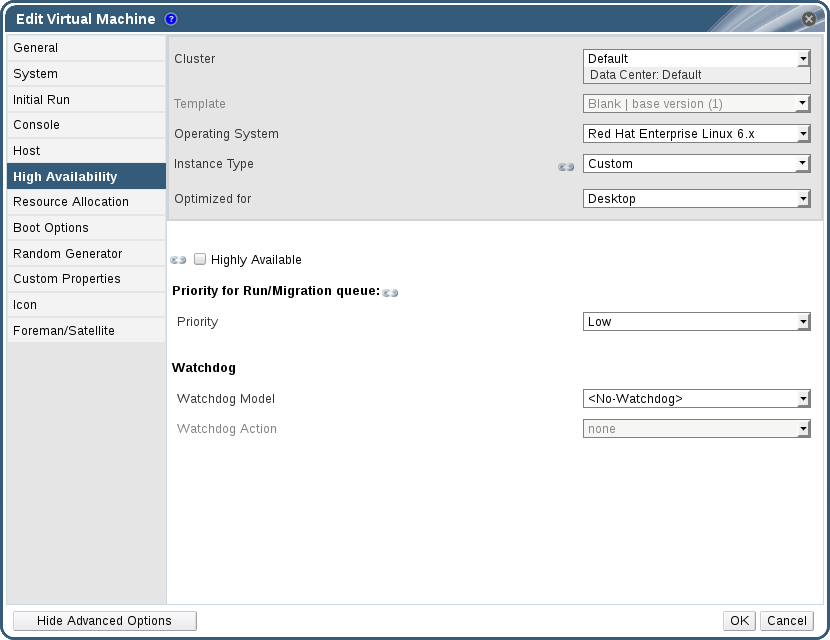 Edit Virtual Machine ?
General
System
Initial Run
Console
Host
High Availability
Resource Allocation
Boot Options
Random Generator
Custom Properties
Icon
Foreman/Satellite
Cluster Default
Data Center: Default
Template Blank | base version (1)
Operating System Red Hat Enterprise Linux 6.x
Instance Type Custom
Optimized for Desktop
Highly Available
Priority for Run/Migration queue:
Priority Low
Watchdog
Watchdog Model <No-Watchdog>
Watchdog Action none
Hide Advanced Options OK Cancel